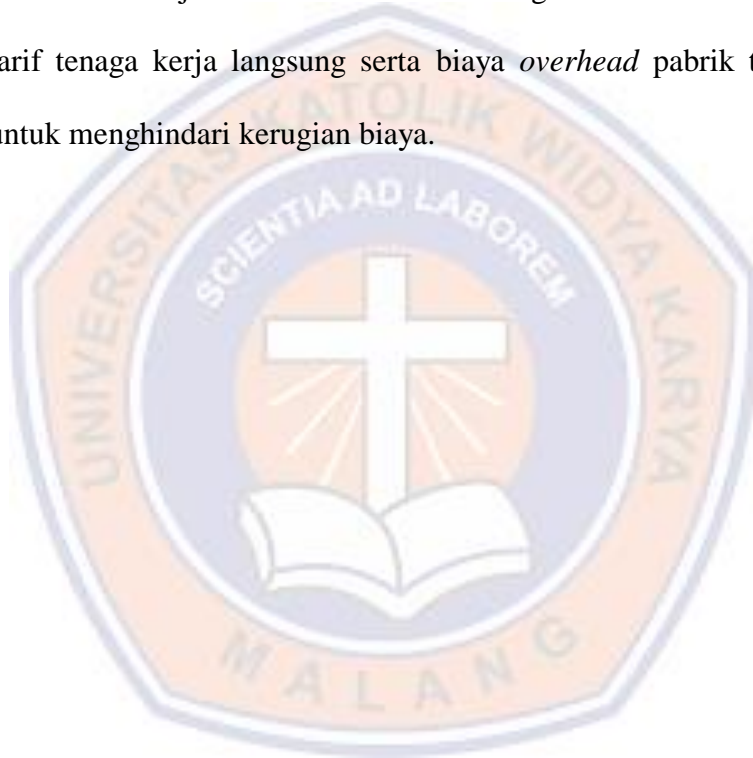 arif tenaga kerja langsung serta biaya overhead pabrik
untuk menghindari kerugian biaya.
UNIVERSITAS KATOLIK WIDYA KARYA
SCIENTIA AD LABOREM
MALANG